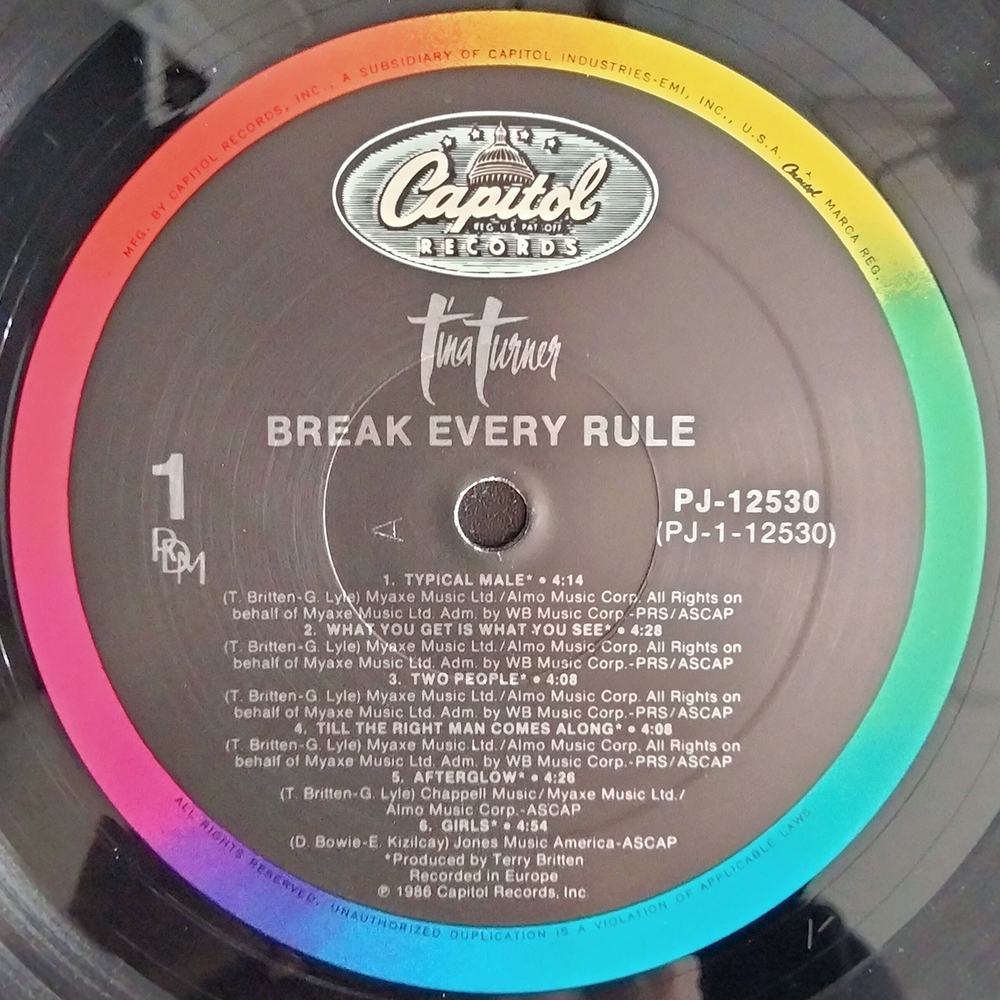 MFG. BY CAPITOL RECORDS, INC., A SUBSIDIARY OF CAPITOL INDUSTRIES-EMI, INC., U.S.A. Capitol MARCA REG.
Capitol
REG. U.S. PAT. OFF.
RECORDS
Tina Turner
BREAK EVERY RULE
1
PJ-12530
(PJ-1-12530)
A
1. TYPICAL MALE* • 4:14
(T. Britten-G. Lyle) Myaxe Music Ltd./Almo Music Corp. All Rights on
behalf of Myaxe Music Ltd. Adm. by WB Music Corp.-PRS/ASCAP
2. WHAT YOU GET IS WHAT YOU SEE* • 4:28
(T. Britten-G. Lyle) Myaxe Music Ltd./Almo Music Corp. All Rights on
behalf of Myaxe Music Ltd. Adm. by WB Music Corp.-PRS/ASCAP
3. TWO PEOPLE* • 4:08
(T. Britten-G. Lyle) Myaxe Music Ltd./Almo Music Corp. All Rights on
behalf of Myaxe Music Ltd. Adm. by WB Music Corp.-PRS/ASCAP
4. TILL THE RIGHT MAN COMES ALONG* • 4:08
(T. Britten-G. Lyle) Myaxe Music Ltd./Almo Music Corp. All Rights on
behalf of Myaxe Music Ltd. Adm. by WB Music Corp.-PRS/ASCAP
5. AFTERGLOW* • 4:26
(T. Britten-G. Lyle) Chappell Music/Myaxe Music Ltd./
Almo Music Corp.-ASCAP
6. GIRLS* • 4:54
(D. Bowie-E. Kizilcay) Jones Music America-ASCAP
*Produced by Terry Britten
Recorded in Europe
℗ 1986 Capitol Records, Inc.
ALL RIGHTS RESERVED. UNAUTHORIZED DUPLICATION IS A VIOLATION OF APPLICABLE LAWS